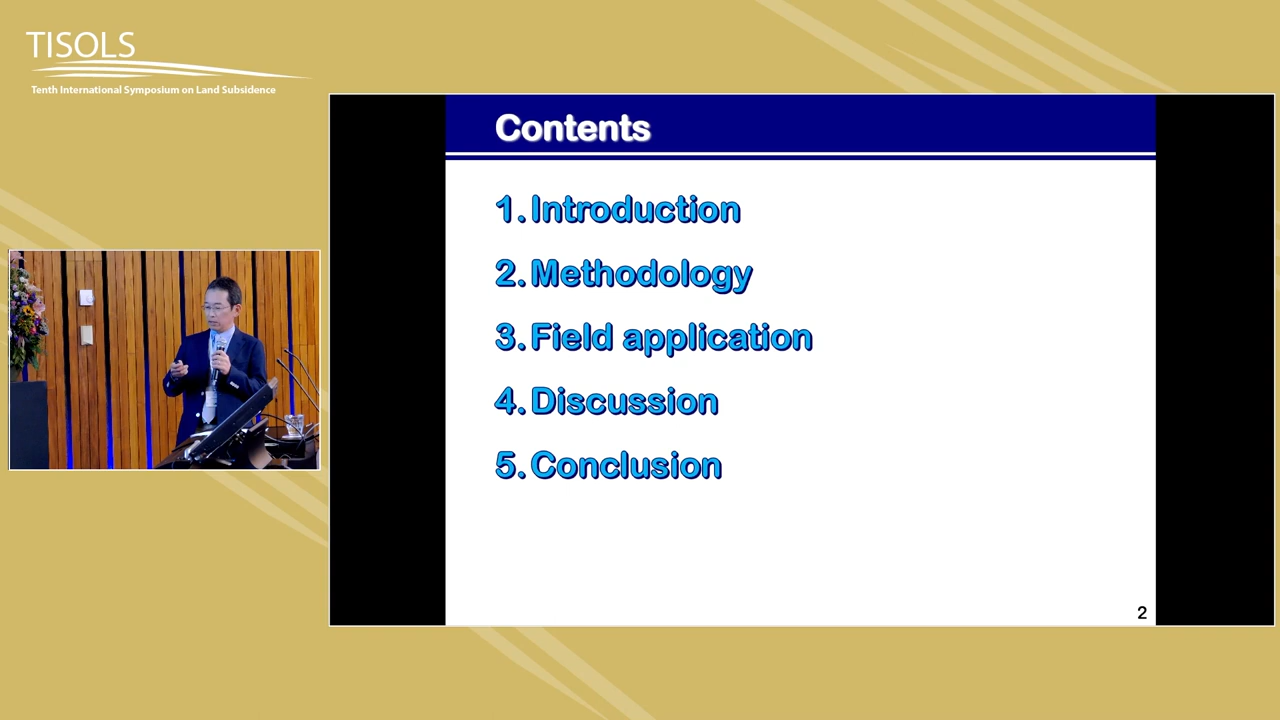 TISOLS
Tenth International Symposium on Land Subsidence
Contents
1. Introduction
2. Methodology
3. Field application
4. Discussion
5. Conclusion
2